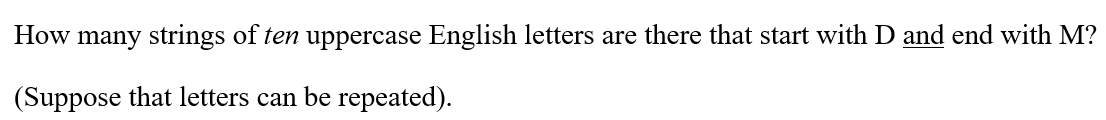 How many strings of ten uppercase English letters are there that start with D and end with M?
(Suppose that letters can be repeated).